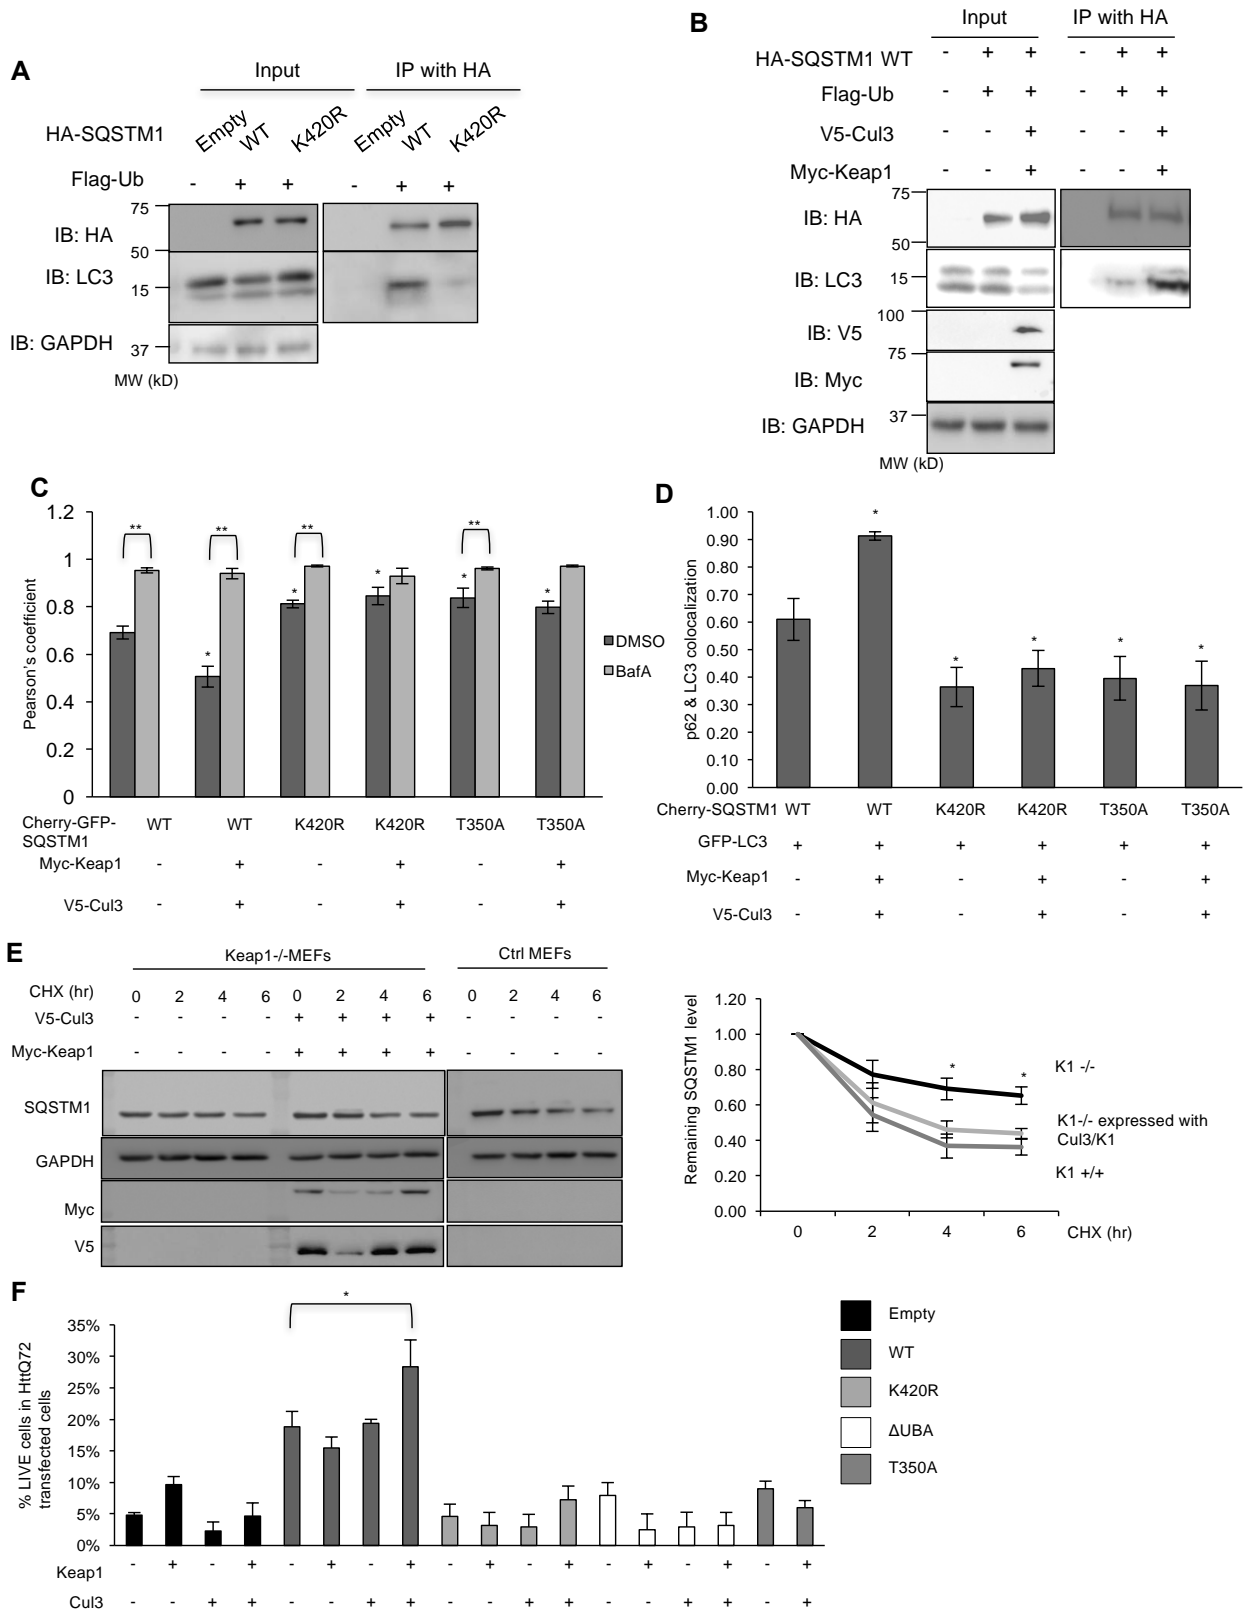 A
Input IP with HA
HA-SQSTM1 Empty WT K420R Empty WT K420R
Flag-Ub - + + - + +
75
IB: HA
50
IB: LC3
15
IB: GAPDH 37
MW (kD)
B
Input IP with HA
HA-SQSTM1 WT - + + - + +
Flag-Ub - + + - + +
V5-Cul3 - - + - - +
Myc-Keap1 - - + - - +
75
IB: HA
50
IB: LC3 15
100
IB: V5
75
IB: Myc
37
IB: GAPDH
MW (kD)
C
Pearson's coefficient
1.2
1
0.8
0.6
0.4
0.2
0
** ** ** **
* * * * *
DMSO
BafA
Cherry-GFP-
SQSTM1 WT WT K420R K420R T350A T350A
Myc-Keap1 - + - + - +
V5-Cul3 - + - + - +
D
p62 & LC3 colocalization
1.00
0.90
0.80
0.70
0.60
0.50
0.40
0.30
0.20
0.10
0.00
* * * * *
Cherry-SQSTM1 WT WT K420R K420R T350A T350A
GFP-LC3 + + + + + +
Myc-Keap1 - + - + - +
V5-Cul3 - + - + - +
E
Keap1-/-MEFs Ctrl MEFs
CHX (hr) 0 2 4 6 0 2 4 6 0 2 4 6
V5-Cul3 - - - - + + + + - - - -
Myc-Keap1 - - - - + + + + - - - -
SQSTM1
GAPDH
Myc
V5
Remaining SQSTM1 level
1.20
1.00
0.80
0.60
0.40
0.20
0.00
* *
K1 -/-
K1-/- expressed with
Cul3/K1
K1 +/+
0 2 4 6 CHX (hr)
F
% LIVE cells in HttQ72
transfected cells
35%
30%
25%
20%
15%
10%
5%
0%
*
Empty
WT
K420R
ΔUBA
T350A
Keap1 - + - + - + - + - + - + - + - + - +
Cul3 - - + + - - + + - - + + - - + + - +